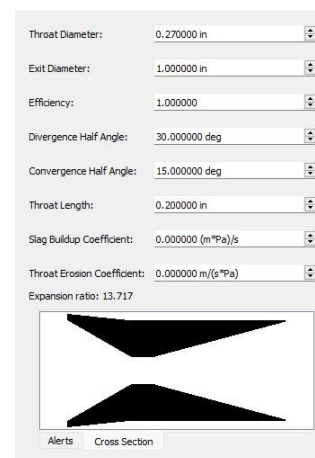 Throat Diameter: 0.270000 in
Exit Diameter: 1.000000 in
Efficiency: 1.000000
Divergence Half Angle: 30.000000 deg
Convergence Half Angle: 15.000000 deg
Throat Length: 0.200000 in
Slag Buildup Coefficient: 0.000000 (m*Pa)/s
Throat Erosion Coefficient: 0.000000 m/(s*Pa)
Expansion ratio: 13.717
Alerts Cross Section